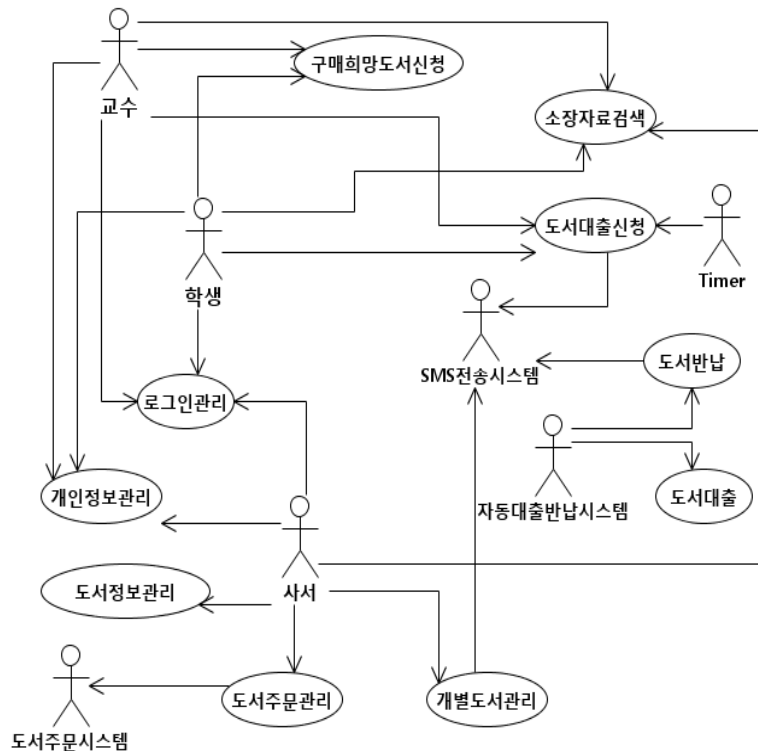 구매희망도서신청
교수
소장자료검색
도서대출신청
학생
Timer
SMS전송시스템
도서반납
로그인관리
개인정보관리
자동대출반납시스템
도서대출
도서정보관리
사서
도서주문관리
개별도서관리
도서주문시스템